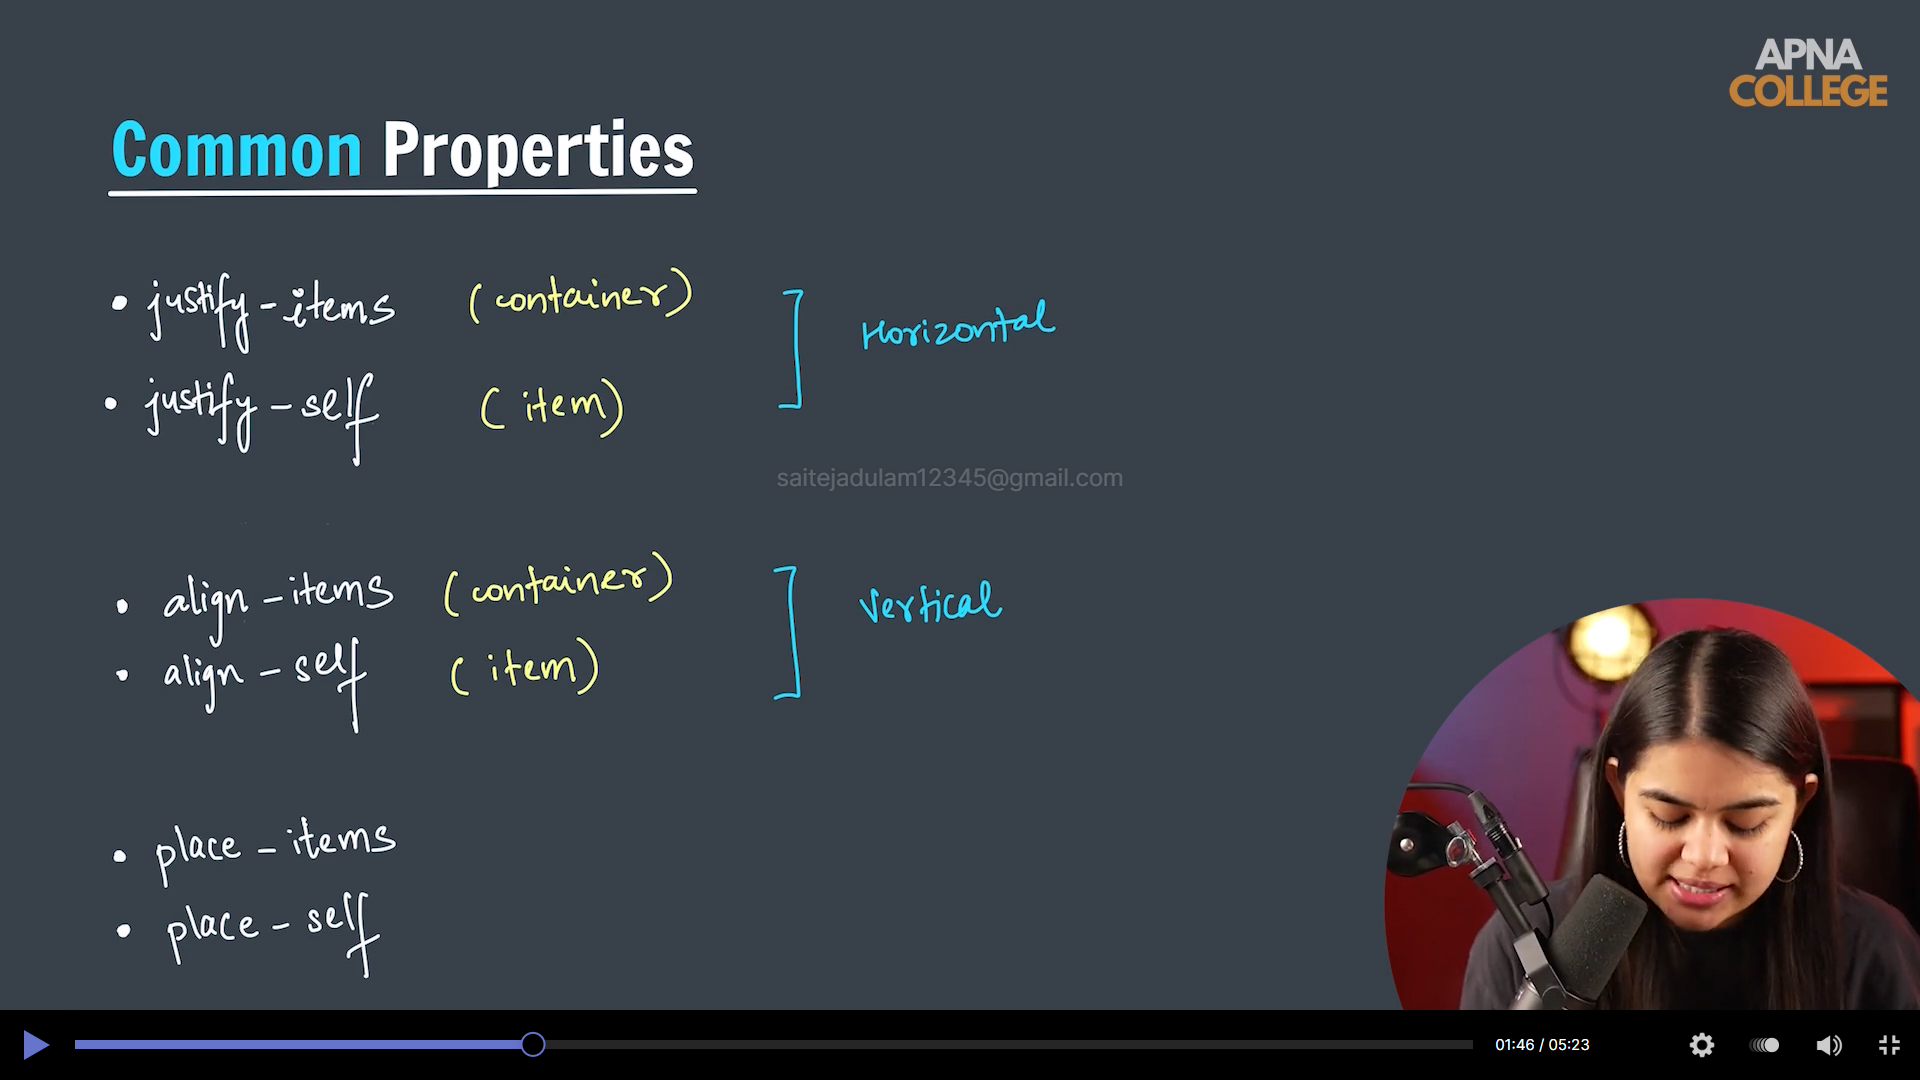 APNA
COLLEGE
Common Properties
• justify-items (container)
Horizontal
• justify-self (item)
saitejadulam12345@gmail.com
• align-items (container)
Vertical
• align-self (item)
• place-items
• place-self
01:46 / 05:23